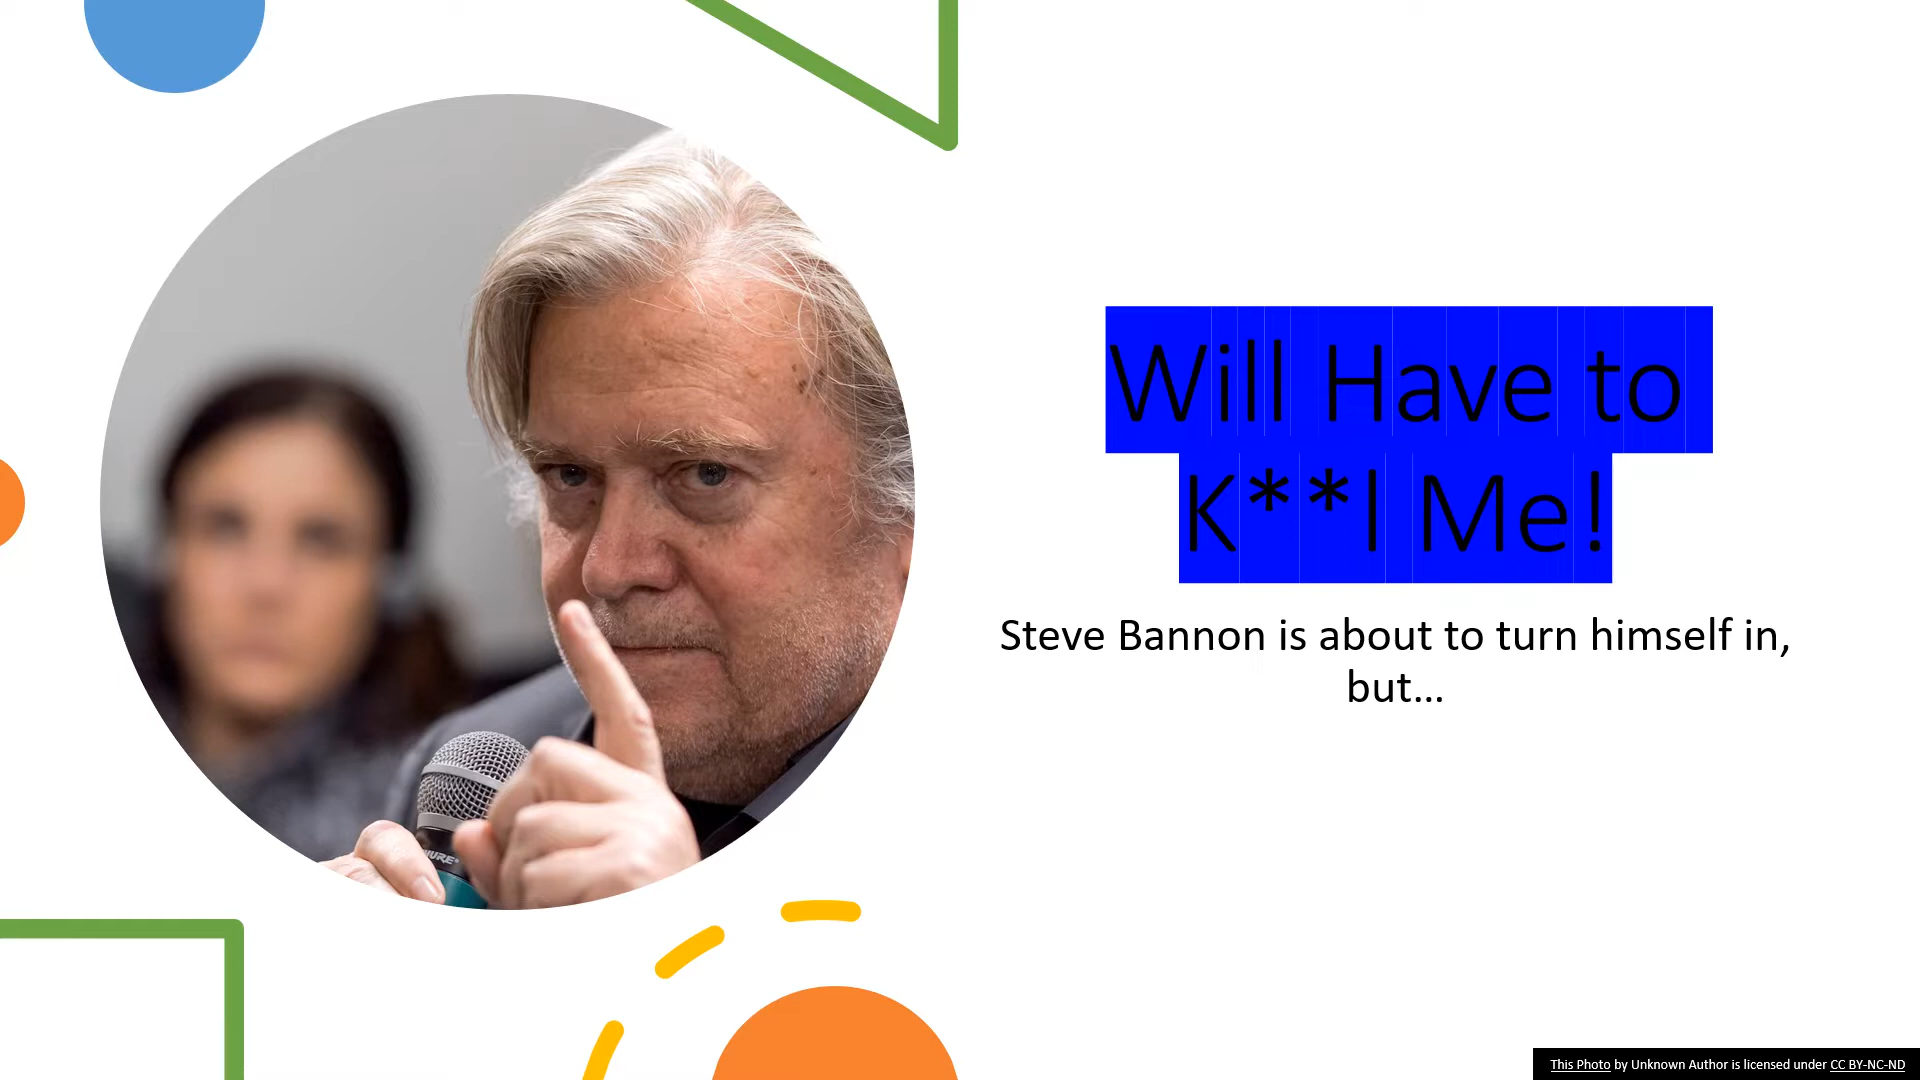 Will Have to
K**l Me!
Steve Bannon is about to turn himself in,
but...
This Photo by Unknown Author is licensed under CC BY-NC-ND